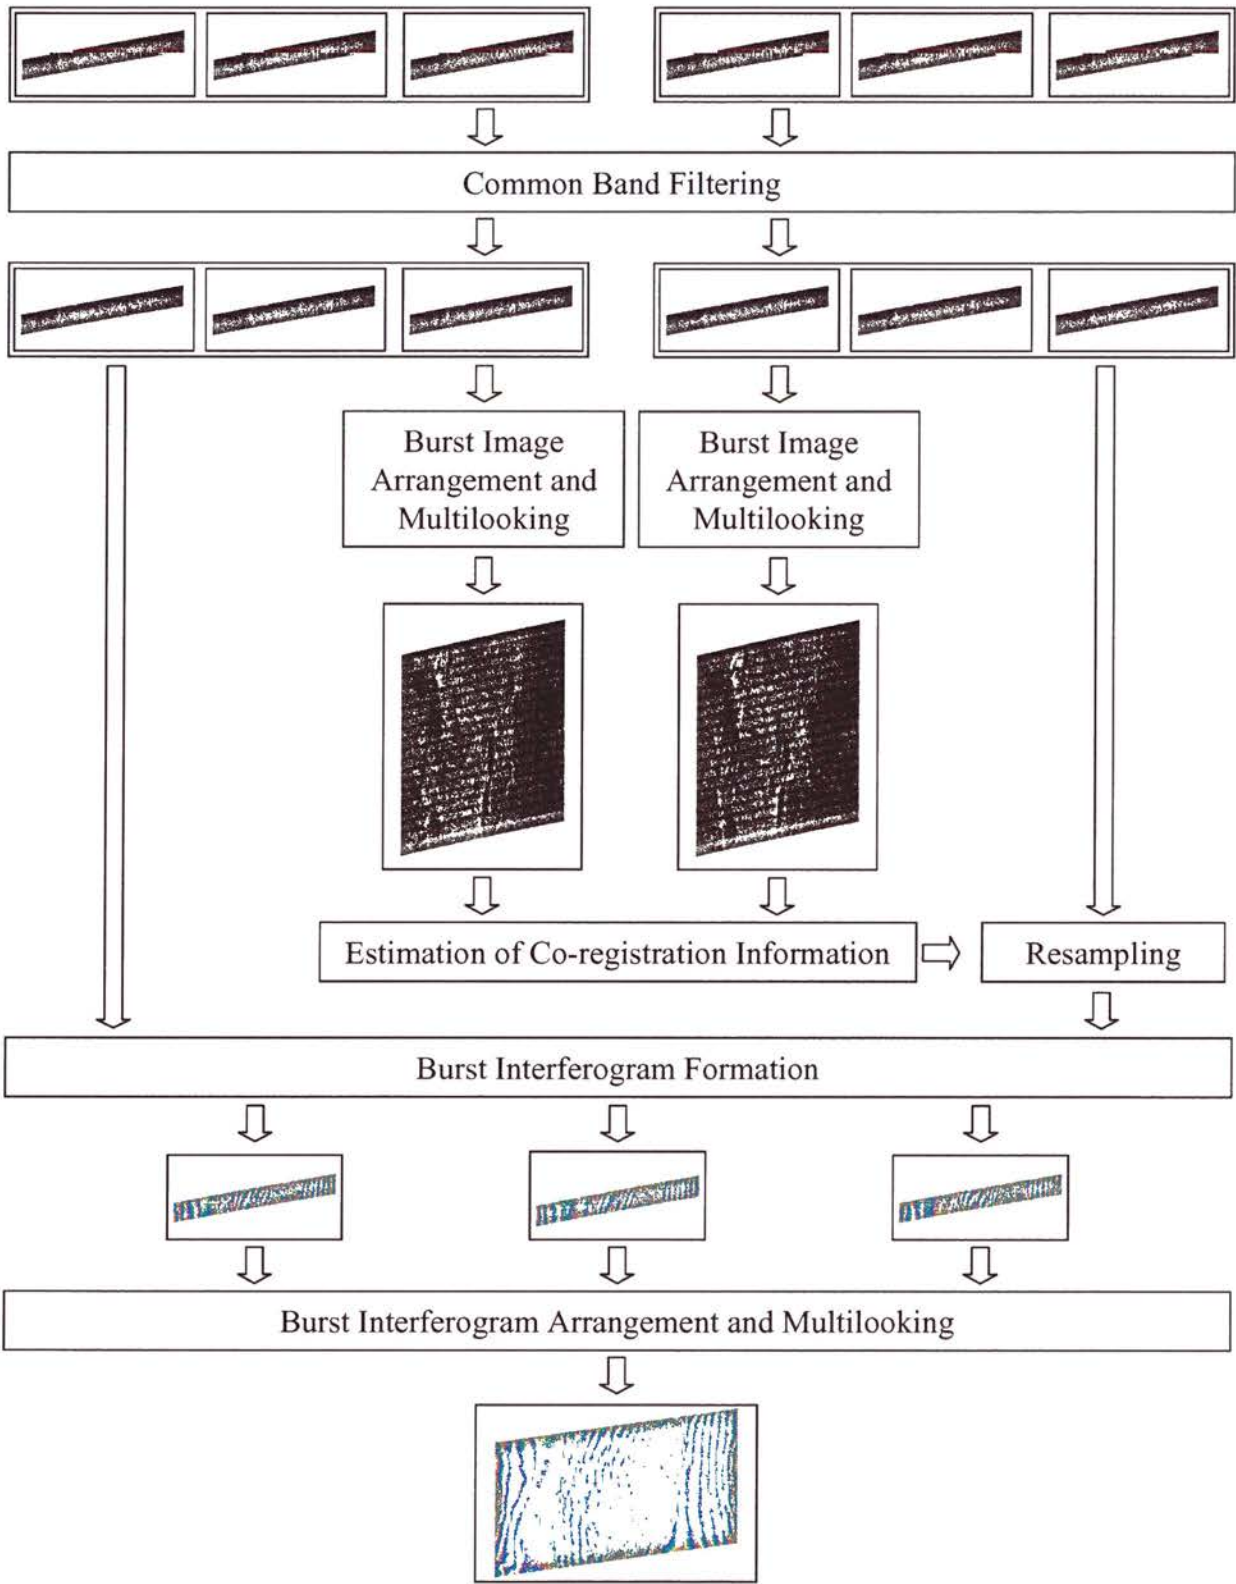 Common Band Filtering
Burst Image
Arrangement and
Multilooking
Burst Image
Arrangement and
Multilooking
Estimation of Co-registration Information
Resampling
Burst Interferogram Formation
Burst Interferogram Arrangement and Multilooking